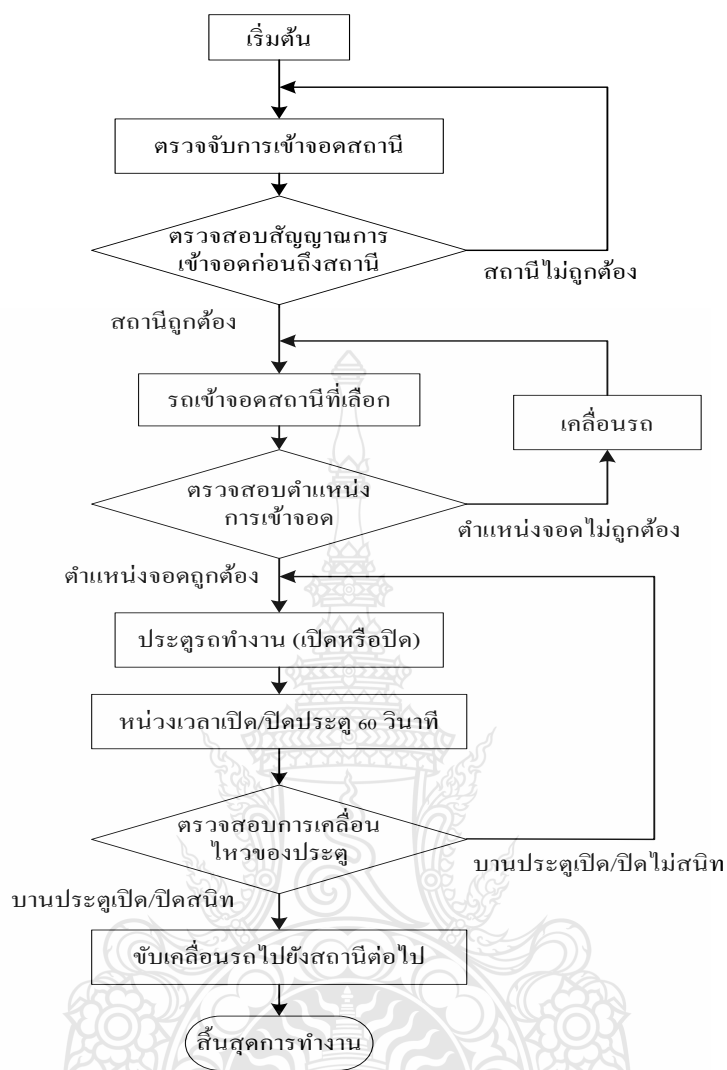 เริ่มต้น
ตรวจจับการเข้าจอดสถานี
ตรวจสอบสัญญาณการ
เข้าจอดก่อนถึงสถานี
สถานีไม่ถูกต้อง
สถานีถูกต้อง
รถเข้าจอดสถานีที่เลือก
เคลื่อนรถ
ตรวจสอบตำแหน่ง
การเข้าจอด
ตำแหน่งจอดไม่ถูกต้อง
ตำแหน่งจอดถูกต้อง
ประตูรถทำงาน (เปิดหรือปิด)
หน่วงเวลาเปิด/ปิดประตู 60 วินาที
ตรวจสอบการเคลื่อน
ไหวของประตู
บานประตูเปิด/ปิดไม่สนิท
บานประตูเปิด/ปิดสนิท
ขับเคลื่อนรถไปยังสถานีต่อไป
สิ้นสุดการทำงาน